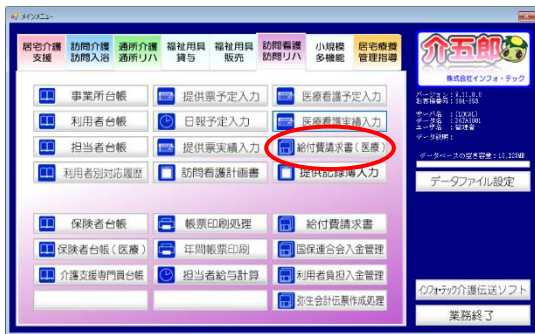 メインメニュー
居宅介護
支援
訪問介護
訪問入浴
通所介護
通所リハ
福祉用具
貸与
福祉用具
販売
訪問看護
訪問リハ
小規模
多機能
居宅療養
管理指導
介五郎
株式会社インフォ・テック
事業所台帳
提供票予定入力
医療看護予定入力
利用者台帳
日報予定入力
医療看護実績入力
担当者台帳
提供票実績入力
給付費請求書(医療)
利用者別対応履歴
訪問看護計画書
提供記録簿入力
保険者台帳
帳票印刷処理
給付費請求書
保険者台帳(医療)
年間帳票印刷
国保連合会入金管理
介護支援専門員台帳
担当者給与計算
利用者負担入金管理
弥生会計伝票作成処理
データベースの空き容量:10,223MB
データファイル設定
インフォ・テック介護伝送ソフト
業務終了